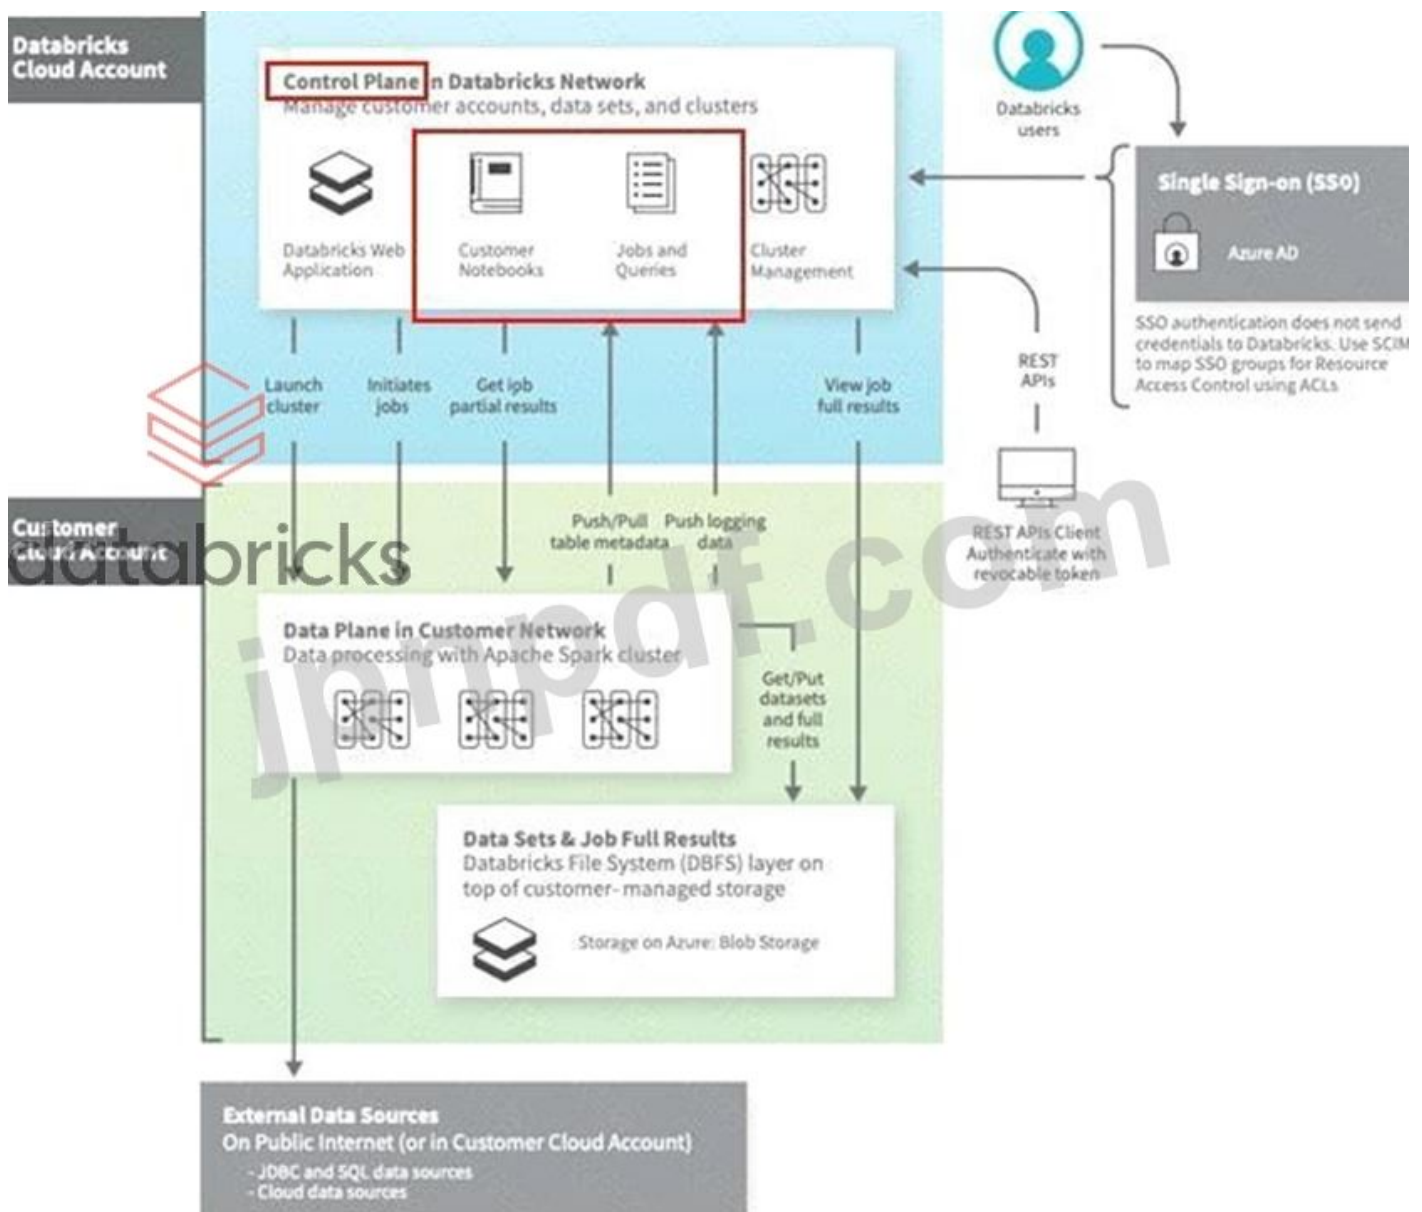 Databricks
Cloud Account
Control Plane in Databricks Network
Manage customer accounts, data sets, and clusters
Databricks Web
Application
Customer
Notebooks
Jobs and
Queries
Cluster
Management
Databricks
users
Single Sign-on (SSO)
Azure AD
SSO authentication does not send
credentials to Databricks. Use SCIM
to map SSO groups for Resource
Access Control using ACLs
Launch
cluster
Initiates
jobs
Get job
partial results
View job
full results
REST
APIs
REST APIs Client
Authenticate with
revocable token
Push/Pull
table metadata
Push logging
data
Customer
Cloud Account
databricks
jpnpdf.com
Data Plane in Customer Network
Data processing with Apache Spark cluster
Get/Put
datasets
and full
results
Data Sets & Job Full Results
Databricks File System (DBFS) layer on
top of customer- managed storage
Storage on Azure: Blob Storage
External Data Sources
On Public Internet (or in Customer Cloud Account)
- JDBC and SQL data sources
- Cloud data sources